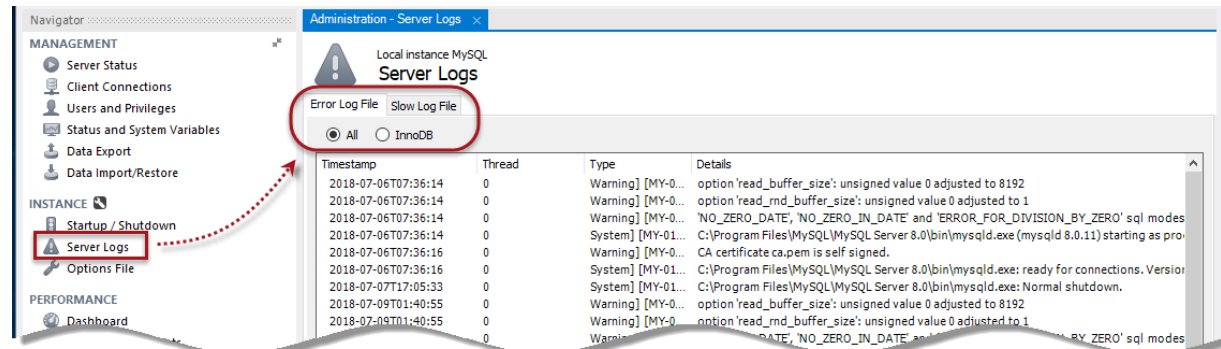 Navigator
MANAGEMENT
Server Status
Client Connections
Users and Privileges
Status and System Variables
Data Export
Data Import/Restore
INSTANCE
Startup / Shutdown
Server Logs
Options File
PERFORMANCE
Dashboard
Administration - Server Logs
Local instance MySQL
Server Logs
Error Log File Slow Log File
All InnoDB
Timestamp Thread Type Details
2018-07-06T07:36:14 0 Warning] [MY-0... option 'read_buffer_size': unsigned value 0 adjusted to 8192
2018-07-06T07:36:14 0 Warning] [MY-0... option 'read_rnd_buffer_size': unsigned value 0 adjusted to 1
2018-07-06T07:36:14 0 Warning] [MY-0... 'NO_ZERO_DATE', 'NO_ZERO_IN_DATE' and 'ERROR_FOR_DIVISION_BY_ZERO' sql modes
2018-07-06T07:36:14 0 System] [MY-01... C:\Program Files\MySQL\MySQL Server 8.0\bin\mysqld.exe (mysqld 8.0.11) starting as pro
2018-07-06T07:36:16 0 Warning] [MY-0... CA certificate ca.pem is self signed.
2018-07-06T07:36:16 0 System] [MY-01... C:\Program Files\MySQL\MySQL Server 8.0\bin\mysqld.exe: ready for connections. Version
2018-07-07T17:05:33 0 System] [MY-01... C:\Program Files\MySQL\MySQL Server 8.0\bin\mysqld.exe: Normal shutdown.
2018-07-09T01:40:55 0 Warning] [MY-0... option 'read_buffer_size': unsigned value 0 adjusted to 8192
2018-07-09T01:40:55 0 Warning] [MY-0 option 'read_rnd_buffer_size': unsigned value 0 adjusted to 1
0 'NO_ZERO_IN_DATE' BY_ZERO' sql modes